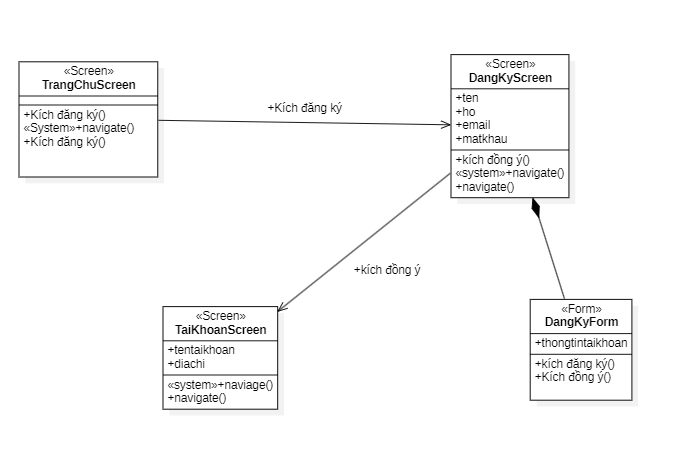 «Screen»
TrangChuScreen
+Kích đăng ký()
«System»+navigate()
+Kích đăng ký()
+Kích đăng ký
«Screen»
DangKyScreen
+ten
+ho
+email
+matkhau
+kích đồng ý()
«system»+navigate()
+navigate()
+kích đồng ý
«Screen»
TaiKhoanScreen
+tentaikhoan
+diachi
«system»+naviage()
+navigate()
«Form»
DangKyForm
+thongtintaikhoan
+kích đăng ký()
+Kích đồng ý()